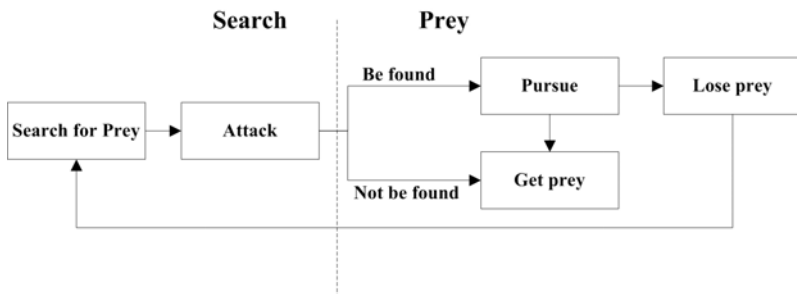 Search
Prey
Be found
Pursue
Lose prey
Search for Prey
Attack
Get prey
Not be found